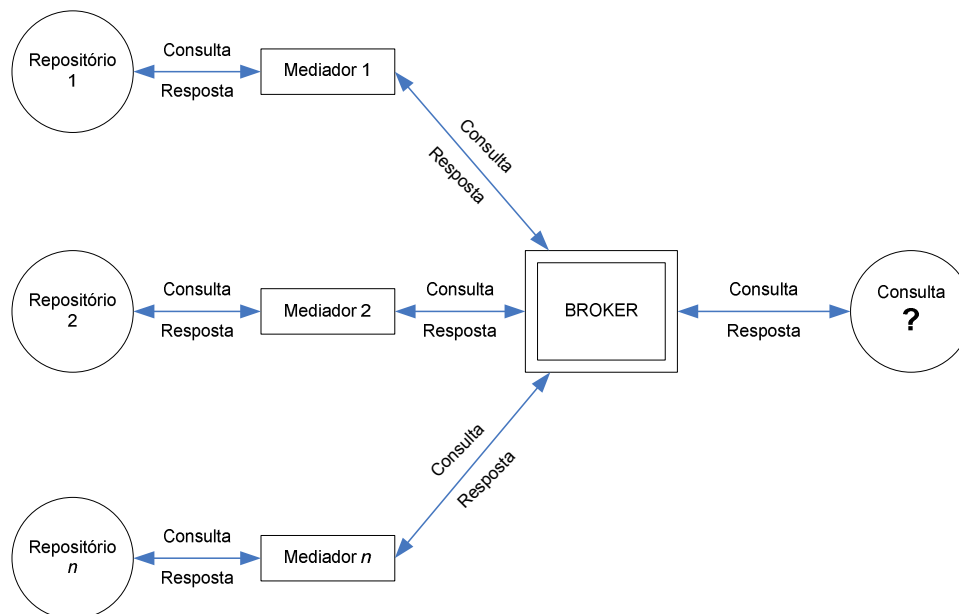 Repositório
1
Consulta
Resposta
Mediador 1
Consulta
Resposta
Repositório
2
Consulta
Resposta
Mediador 2
Consulta
Resposta
BROKER
Consulta
Resposta
Consulta
?
Consulta
Resposta
Repositório
n
Consulta
Resposta
Mediador n